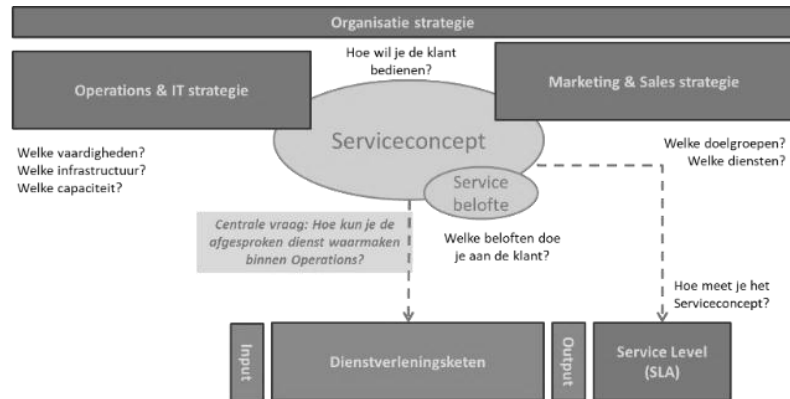 Organisatie strategie
Hoe wil je de klant
bedienen?
Operations & IT strategie
Marketing & Sales strategie
Serviceconcept
Welke vaardigheden?
Welke infrastructuur?
Welke capaciteit?
Welke doelgroepen?
Welke diensten?
Service
belofte
Centrale vraag: Hoe kun je de
afgesproken dienst waarmaken
binnen Operations?
Welke beloften doe
je aan de klant?
Hoe meet je het
Serviceconcept?
Input
Dienstverleningsketen
Output
Service Level
(SLA)